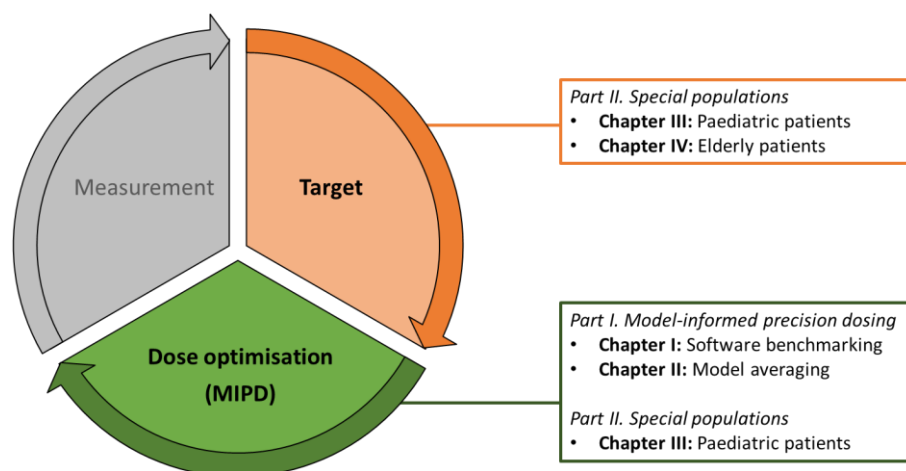 Measurement
Target
Dose optimisation
(MIPD)
Part II. Special populations
• Chapter III: Paediatric patients
• Chapter IV: Elderly patients
Part I. Model-informed precision dosing
• Chapter I: Software benchmarking
• Chapter II: Model averaging
Part II. Special populations
• Chapter III: Paediatric patients